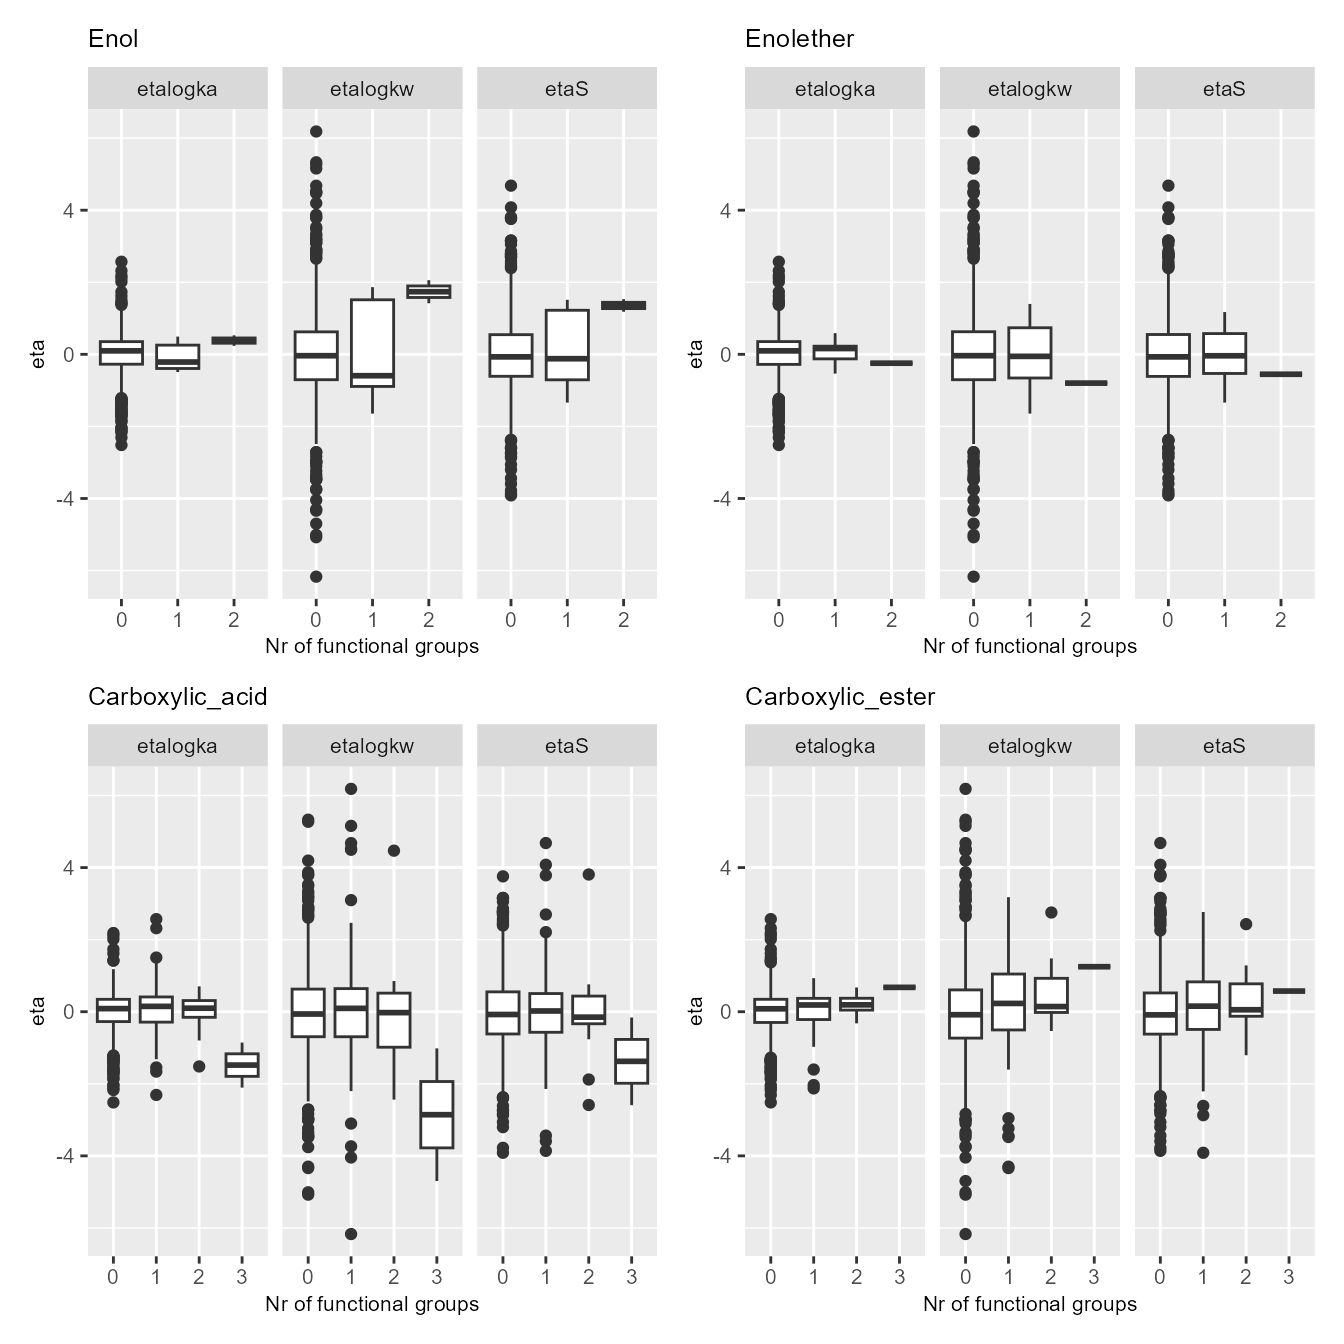 Enol
etalogka etalogkw etaS
eta
4
0
-4
0 1 2 0 1 2 0 1 2
Nr of functional groups
Enolether
etalogka etalogkw etaS
eta
4
0
-4
0 1 2 0 1 2 0 1 2
Nr of functional groups
Carboxylic_acid
etalogka etalogkw etaS
eta
4
0
-4
0 1 2 3 0 1 2 3 0 1 2 3
Nr of functional groups
Carboxylic_ester
etalogka etalogkw etaS
eta
4
0
-4
0 1 2 3 0 1 2 3 0 1 2 3
Nr of functional groups